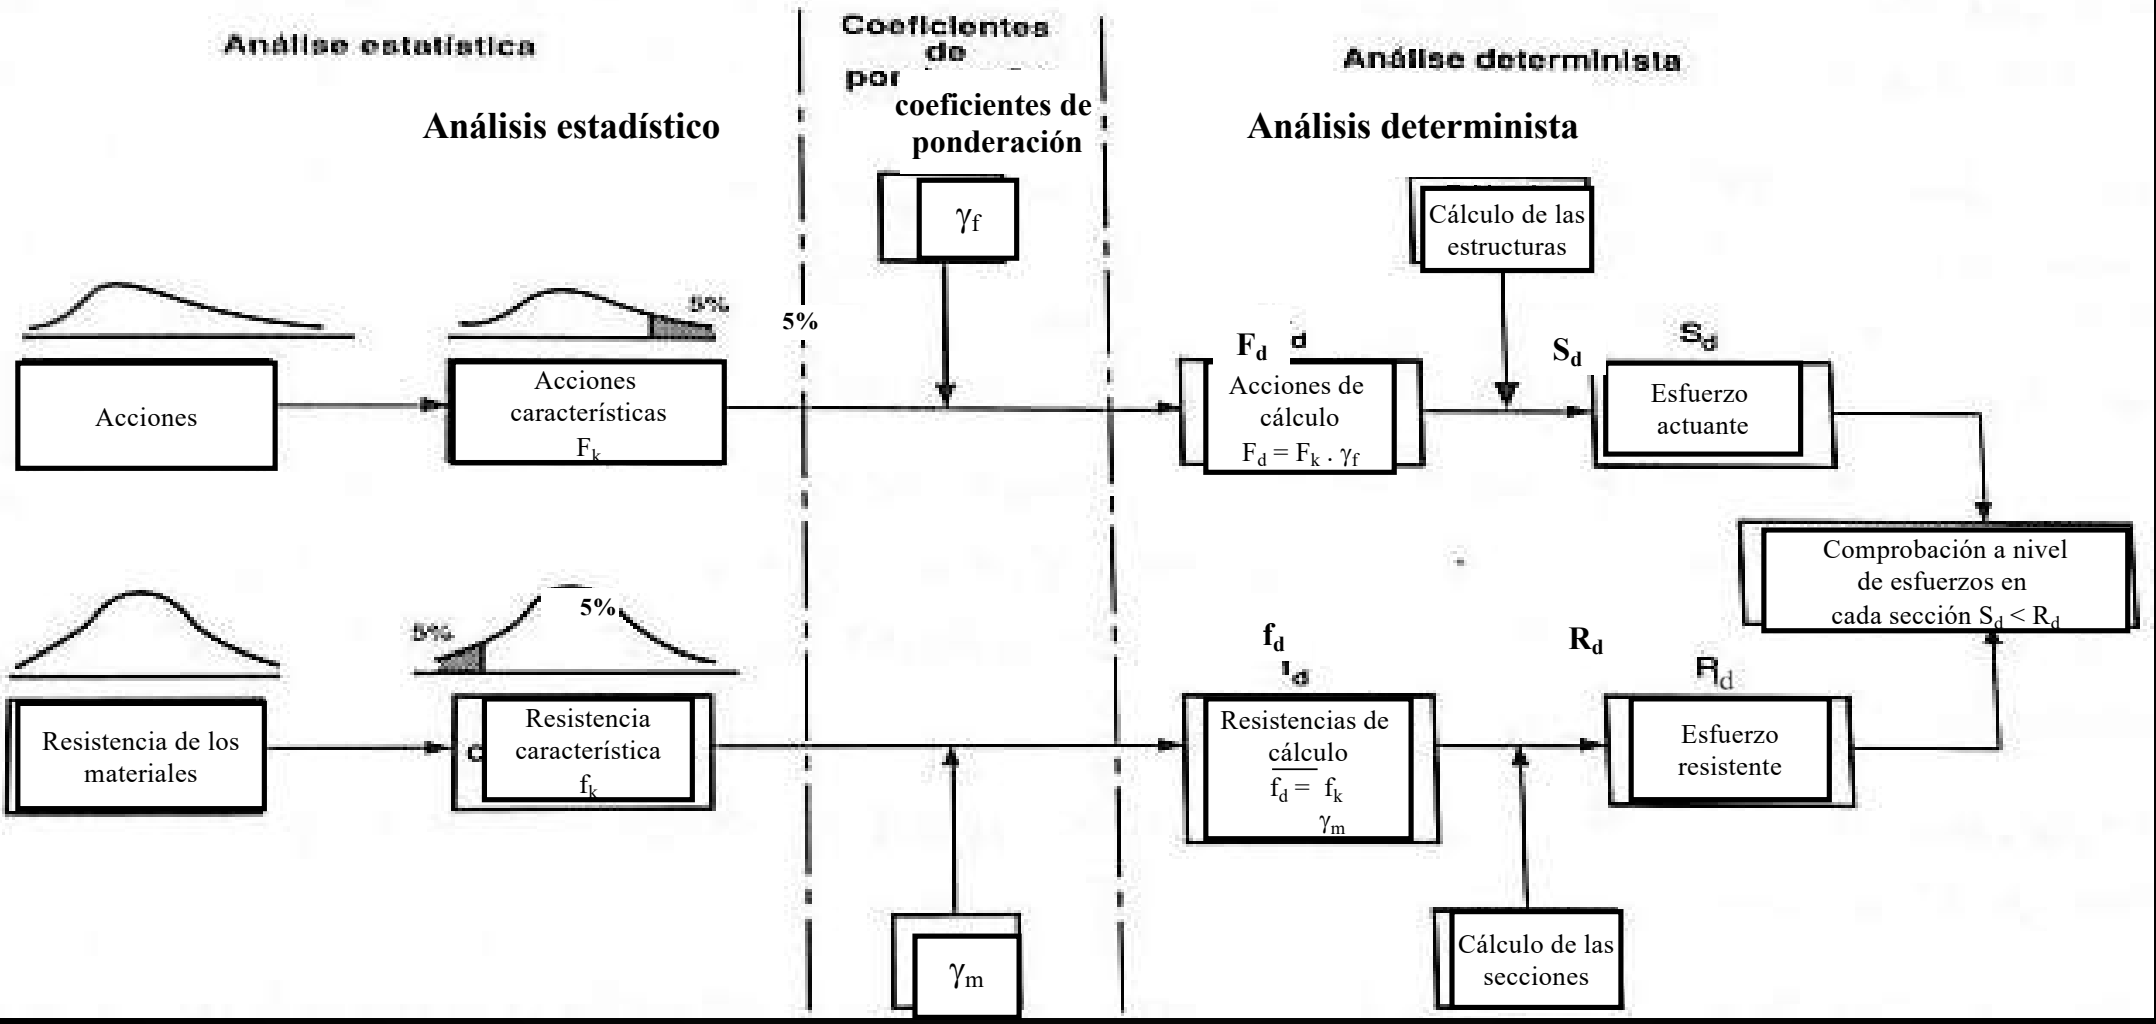 Análise estatística
Coeficientes
de
por
Análise determinista
coeficientes de
ponderación
Análisis estadístico
Análisis determinista
γf
Cálculo de las
estructuras
5%
5%
Fd
d
Sd
Sd
Acciones
Acciones
características
Fk
Acciones de
cálculo
Fd = Fk . γf
Esfuerzo
actuante
Comprobación a nivel
de esfuerzos en
cada sección Sd < Rd
5%
5%
fd
Rd
Rd
Resistencia de los
materiales
Resistencia
característica
fk
Resistencias de
cálculo
fd = fk
γm
Esfuerzo
resistente
γm
Cálculo de las
secciones